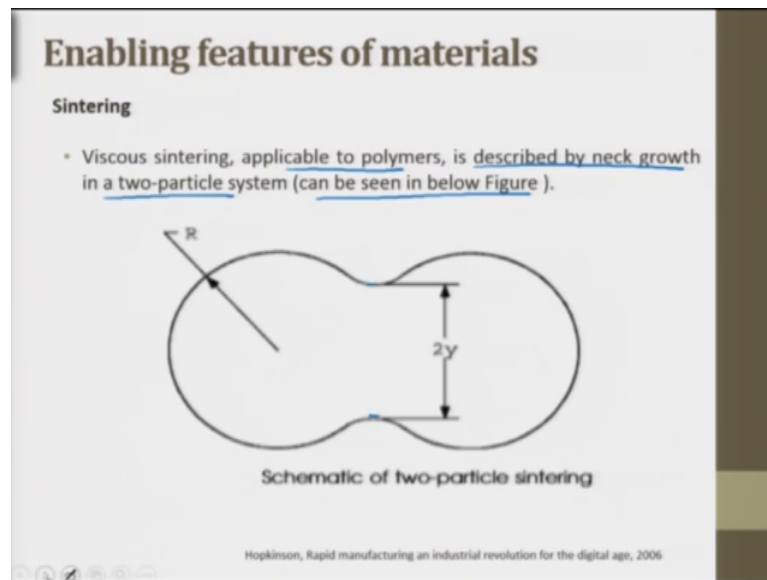 Enabling features of materials
Sintering
• Viscous sintering, applicable to polymers, is described by neck growth
in a two-particle system (can be seen in below Figure ).
R
2y
Schematic of two-particle sintering
Hopkinson, Rapid manufacturing an industrial revolution for the digital age, 2006